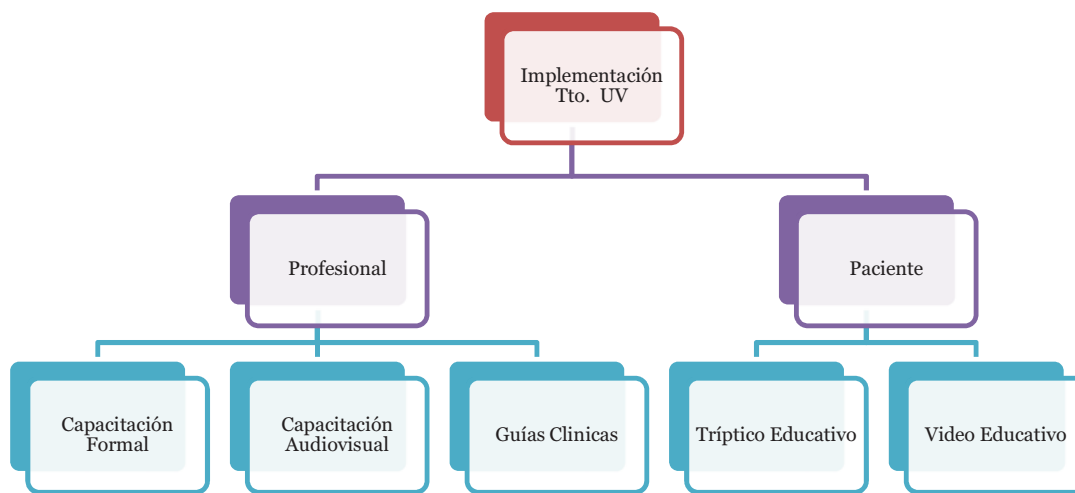 Implementación
Tto. UV
Profesional
Paciente
Capacitación
Formal
Capacitación
Audiovisual
Guías Clinicas
Tríptico Educativo
Video Educativo